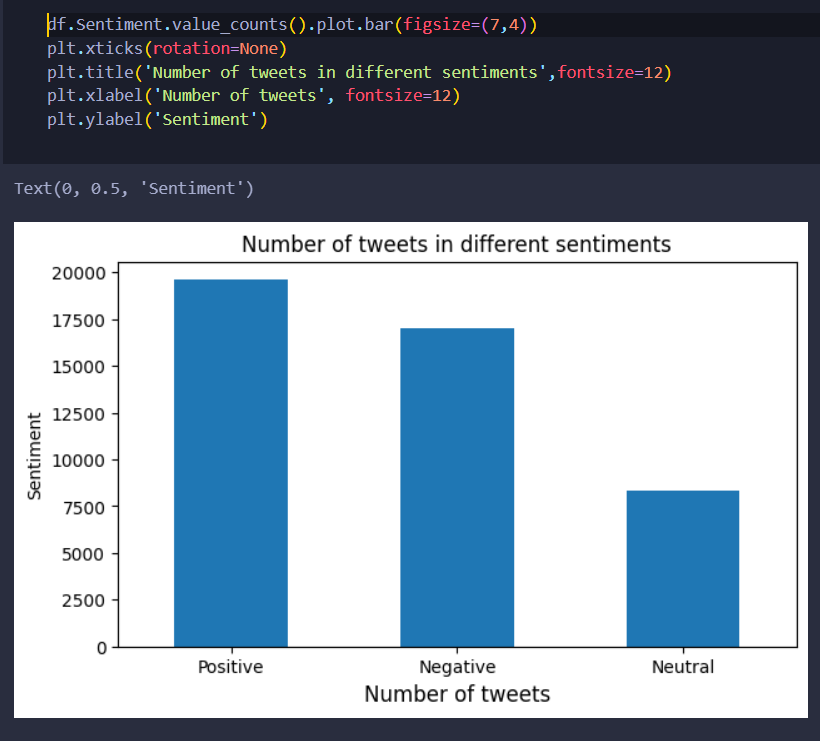 df.Sentiment.value_counts().plot.bar(figsize=(7,4))
plt.xticks(rotation=None)
plt.title('Number of tweets in different sentiments',fontsize=12)
plt.xlabel('Number of tweets', fontsize=12)
plt.ylabel('Sentiment')
Text(0, 0.5, 'Sentiment')
Number of tweets in different sentiments
20000
17500
15000
12500
10000
7500
5000
2500
0
Sentiment
Positive Negative Neutral
Number of tweets